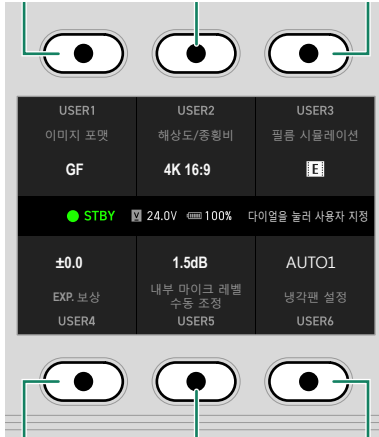 USER1 USER2 USER3
이미지 포맷 해상도/종횡비 필름 시뮬레이션
GF 4K 16:9 E
STBY V 24.0V 100% 다이얼을 눌러 사용자 지정
±0.0 1.5dB AUTO1
EXP. 보상 내부 마이크 레벨 수동 조정 냉각팬 설정
USER4 USER5 USER6